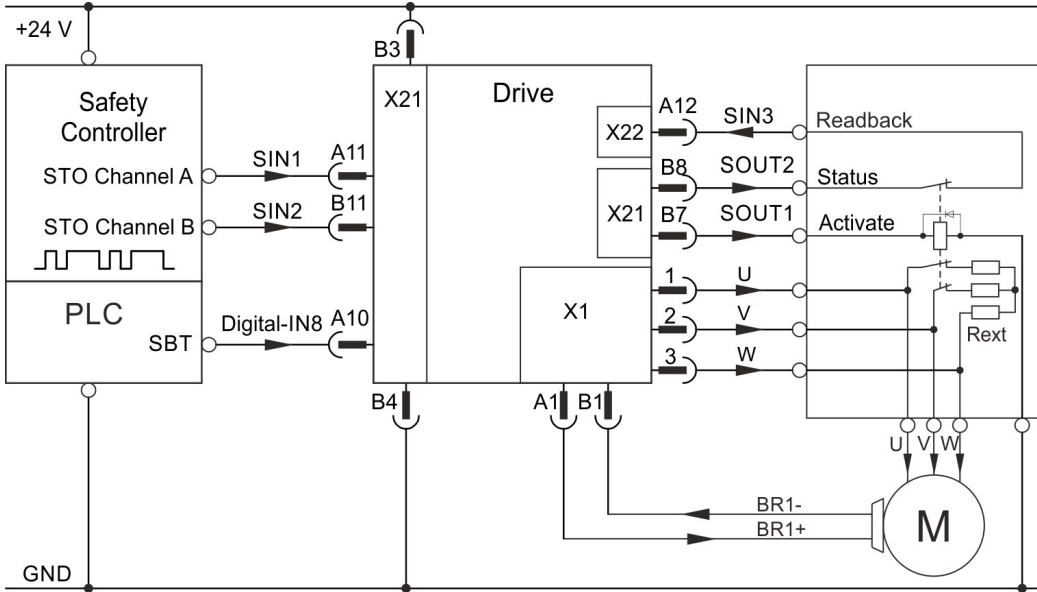 +24 V
B3
Safety
Controller
X21
Drive
A12
SIN3
Readback
X22
STO Channel A
SIN1
A11
B8
SOUT2
Status
STO Channel B
SIN2
B11
X21
B7
SOUT1
Activate
PLC
1
U
X1
SBT
Digital-IN8
A10
2
V
Rext
3
W
B4
A1
B1
U
V
W
BR1-
M
BR1+
GND